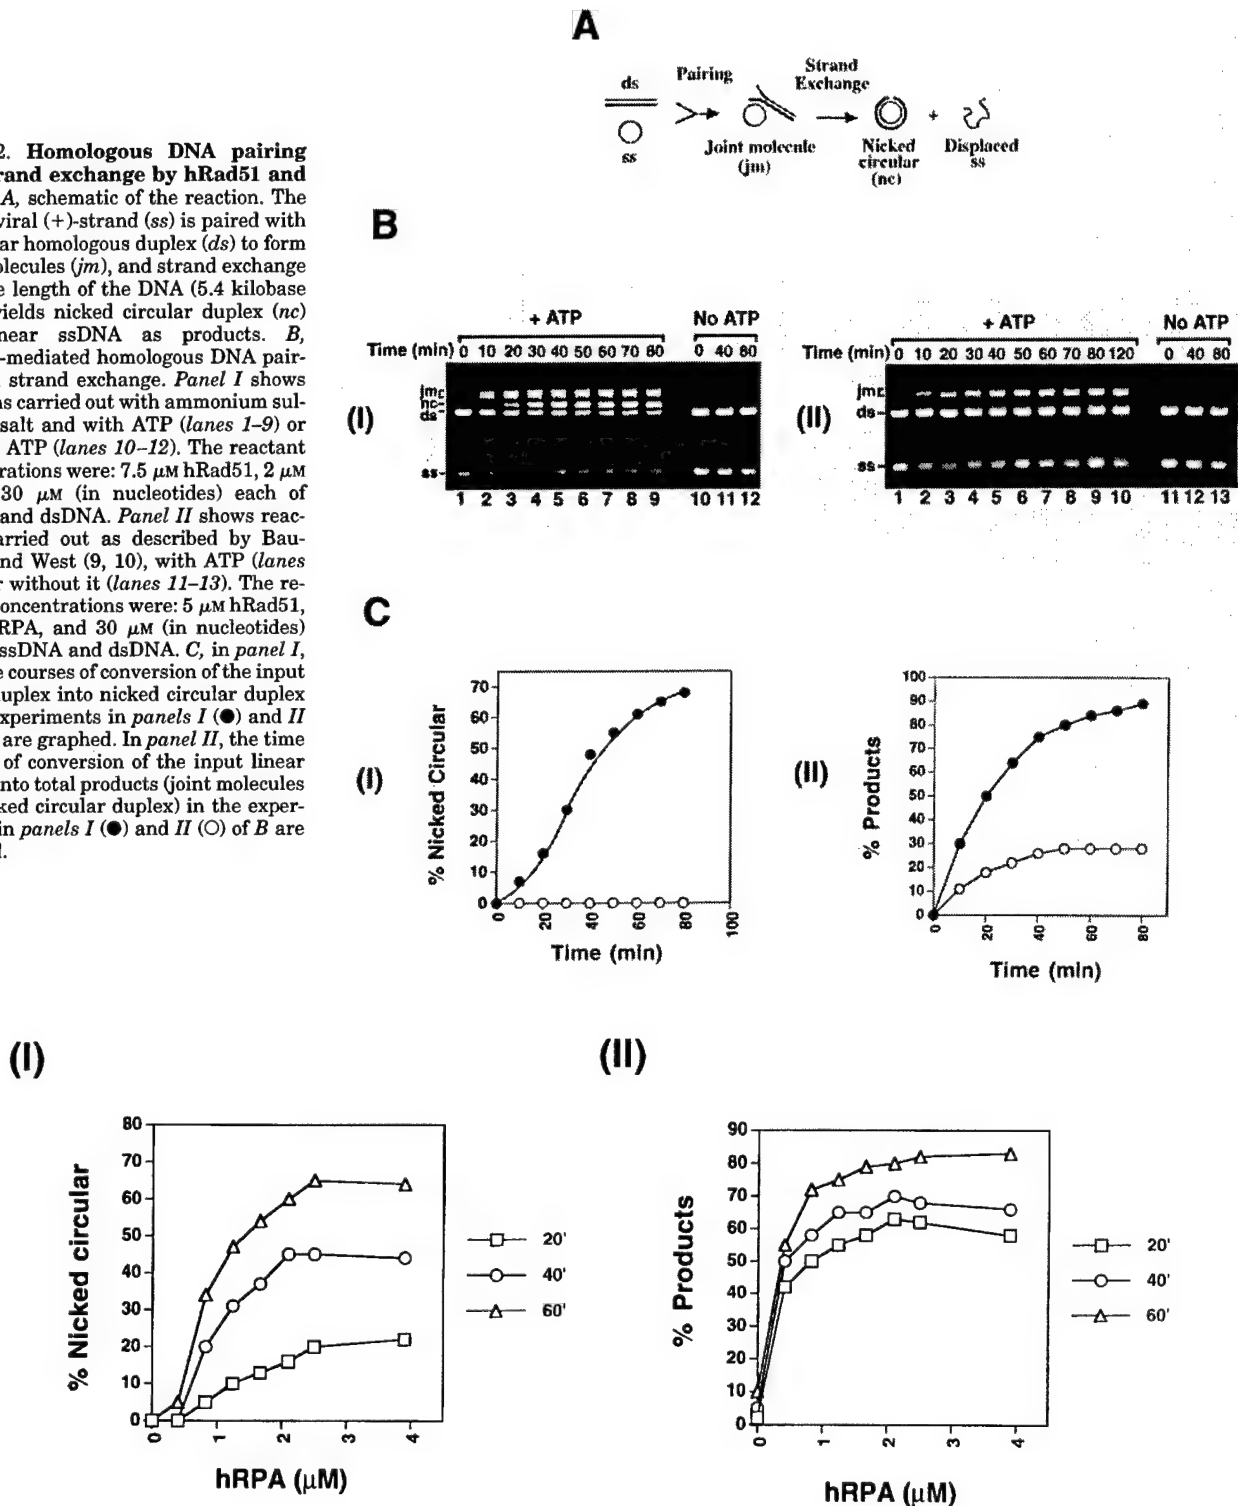 2. Homologous DNA pairing
rand exchange by hRad51 and
A, schematic of the reaction. The
viral (+)-strand (ss) is paired with
ar homologous duplex (ds) to form
olecules (jm), and strand exchange
e length of the DNA (5.4 kilobase
yields nicked circular duplex (nc)
near ssDNA as products. B,
-mediated homologous DNA pair-
strand exchange. Panel I shows
ns carried out with ammonium sul-
salt and with ATP (lanes 1–9) or
ATP (lanes 10–12). The reactant
rations were: 7.5 μM hRad51, 2 μM
30 μM (in nucleotides) each of
and dsDNA. Panel II shows reac-
arried out as described by Bau-
nd West (9, 10), with ATP (lanes
r without it (lanes 11–13). The re-
oncentrations were: 5 μM hRad51,
RPA, and 30 μM (in nucleotides)
ssDNA and dsDNA. C, in panel I,
e courses of conversion of the input
uplex into nicked circular duplex
xperiments in panels I (●) and II
are graphed. In panel II, the time
of conversion of the input linear
nto total products (joint molecules
ked circular duplex) in the exper-
in panels I (●) and II (○) of B are
l.
A
ds
ss
Pairing
Joint molecule
(jm)
Strand
Exchange
Nicked
circular
(nc)
+
Displaced
ss
B
(I)
+ ATP No ATP
Time (min) 0 10 20 30 40 50 60 70 80 0 40 80
jm
nc
ds
ss
1 2 3 4 5 6 7 8 9 10 11 12
(II)
+ ATP No ATP
Time (min) 0 10 20 30 40 50 60 70 80 120 0 40 80
jm
ds
ss
1 2 3 4 5 6 7 8 9 10 11 12 13
C
(I)
% Nicked Circular
70
60
50
40
30
20
10
0
0 20 40 60 80 100
Time (min)
(II)
% Products
100
90
80
70
60
50
40
30
20
10
0
0 20 40 60 80
Time (min)
(I)
% Nicked circular
80
70
60
50
40
30
20
10
0
0 1 2 3 4
hRPA (μM)
20'
40'
60'
(II)
% Products
90
80
70
60
50
40
30
20
10
0
0 1 2 3 4
hRPA (μM)
20'
40'
60'